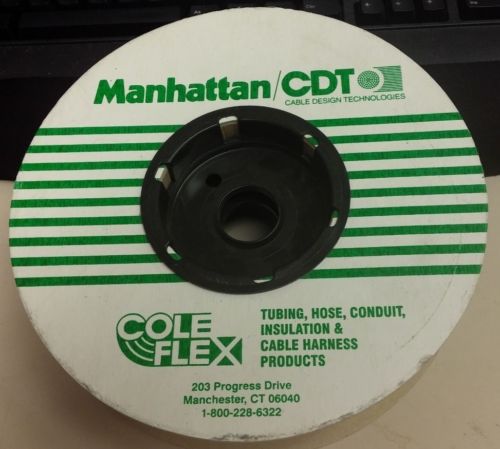 Manhattan/CDT
CABLE DESIGN TECHNOLOGIES
COLE
FLEX
TUBING, HOSE, CONDUIT,
INSULATION &
CABLE HARNESS
PRODUCTS
203 Progress Drive
Manchester, CT 06040
1-800-228-6322